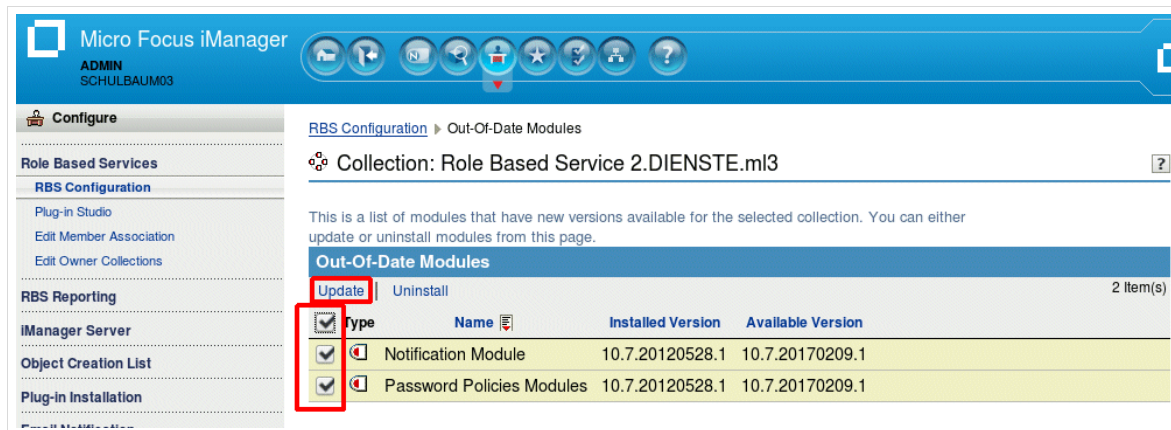 Micro Focus iManager
ADMIN
SCHULBAUM03
N
?
Configure
Role Based Services
RBS Configuration
Plug-in Studio
Edit Member Association
Edit Owner Collections
RBS Reporting
iManager Server
Object Creation List
Plug-in Installation
Email Notification
RBS Configuration Out-Of-Date Modules
Collection: Role Based Service 2.DIENSTE.ml3 ?
This is a list of modules that have new versions available for the selected collection. You can either
update or uninstall modules from this page.
Out-Of-Date Modules
Update | Uninstall 2 Item(s)
Type Name Installed Version Available Version
Notification Module 10.7.20120528.1 10.7.20170209.1
Password Policies Modules 10.7.20120528.1 10.7.20170209.1